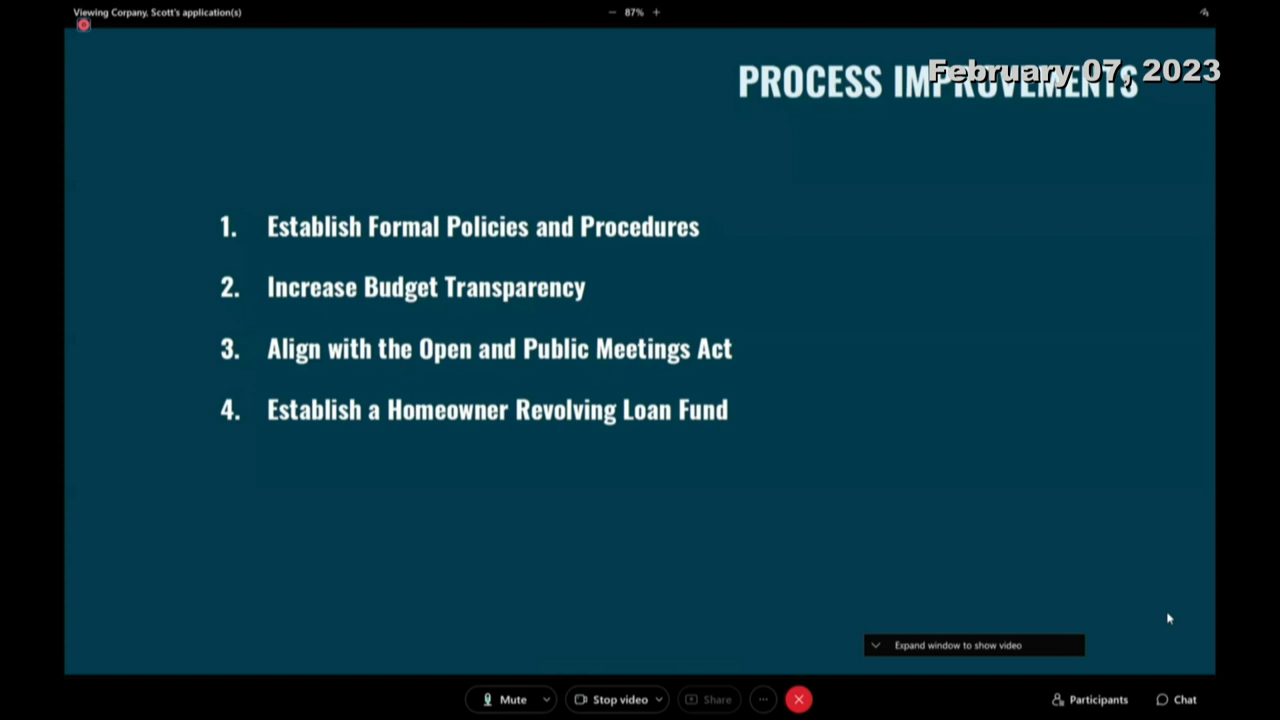 Viewing Corpany, Scott's application(s)
87%
February 07, 2023
PROCESS IMPROVEMENTS
1. Establish Formal Policies and Procedures
2. Increase Budget Transparency
3. Align with the Open and Public Meetings Act
4. Establish a Homeowner Revolving Loan Fund
Expand window to show video
Mute
Stop video
Share
Participants
Chat